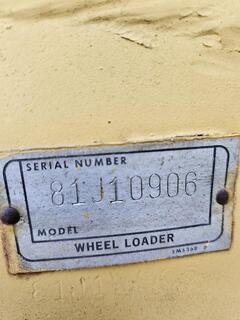 SERIAL NUMBER
81J10906
MODEL
WHEEL LOADER